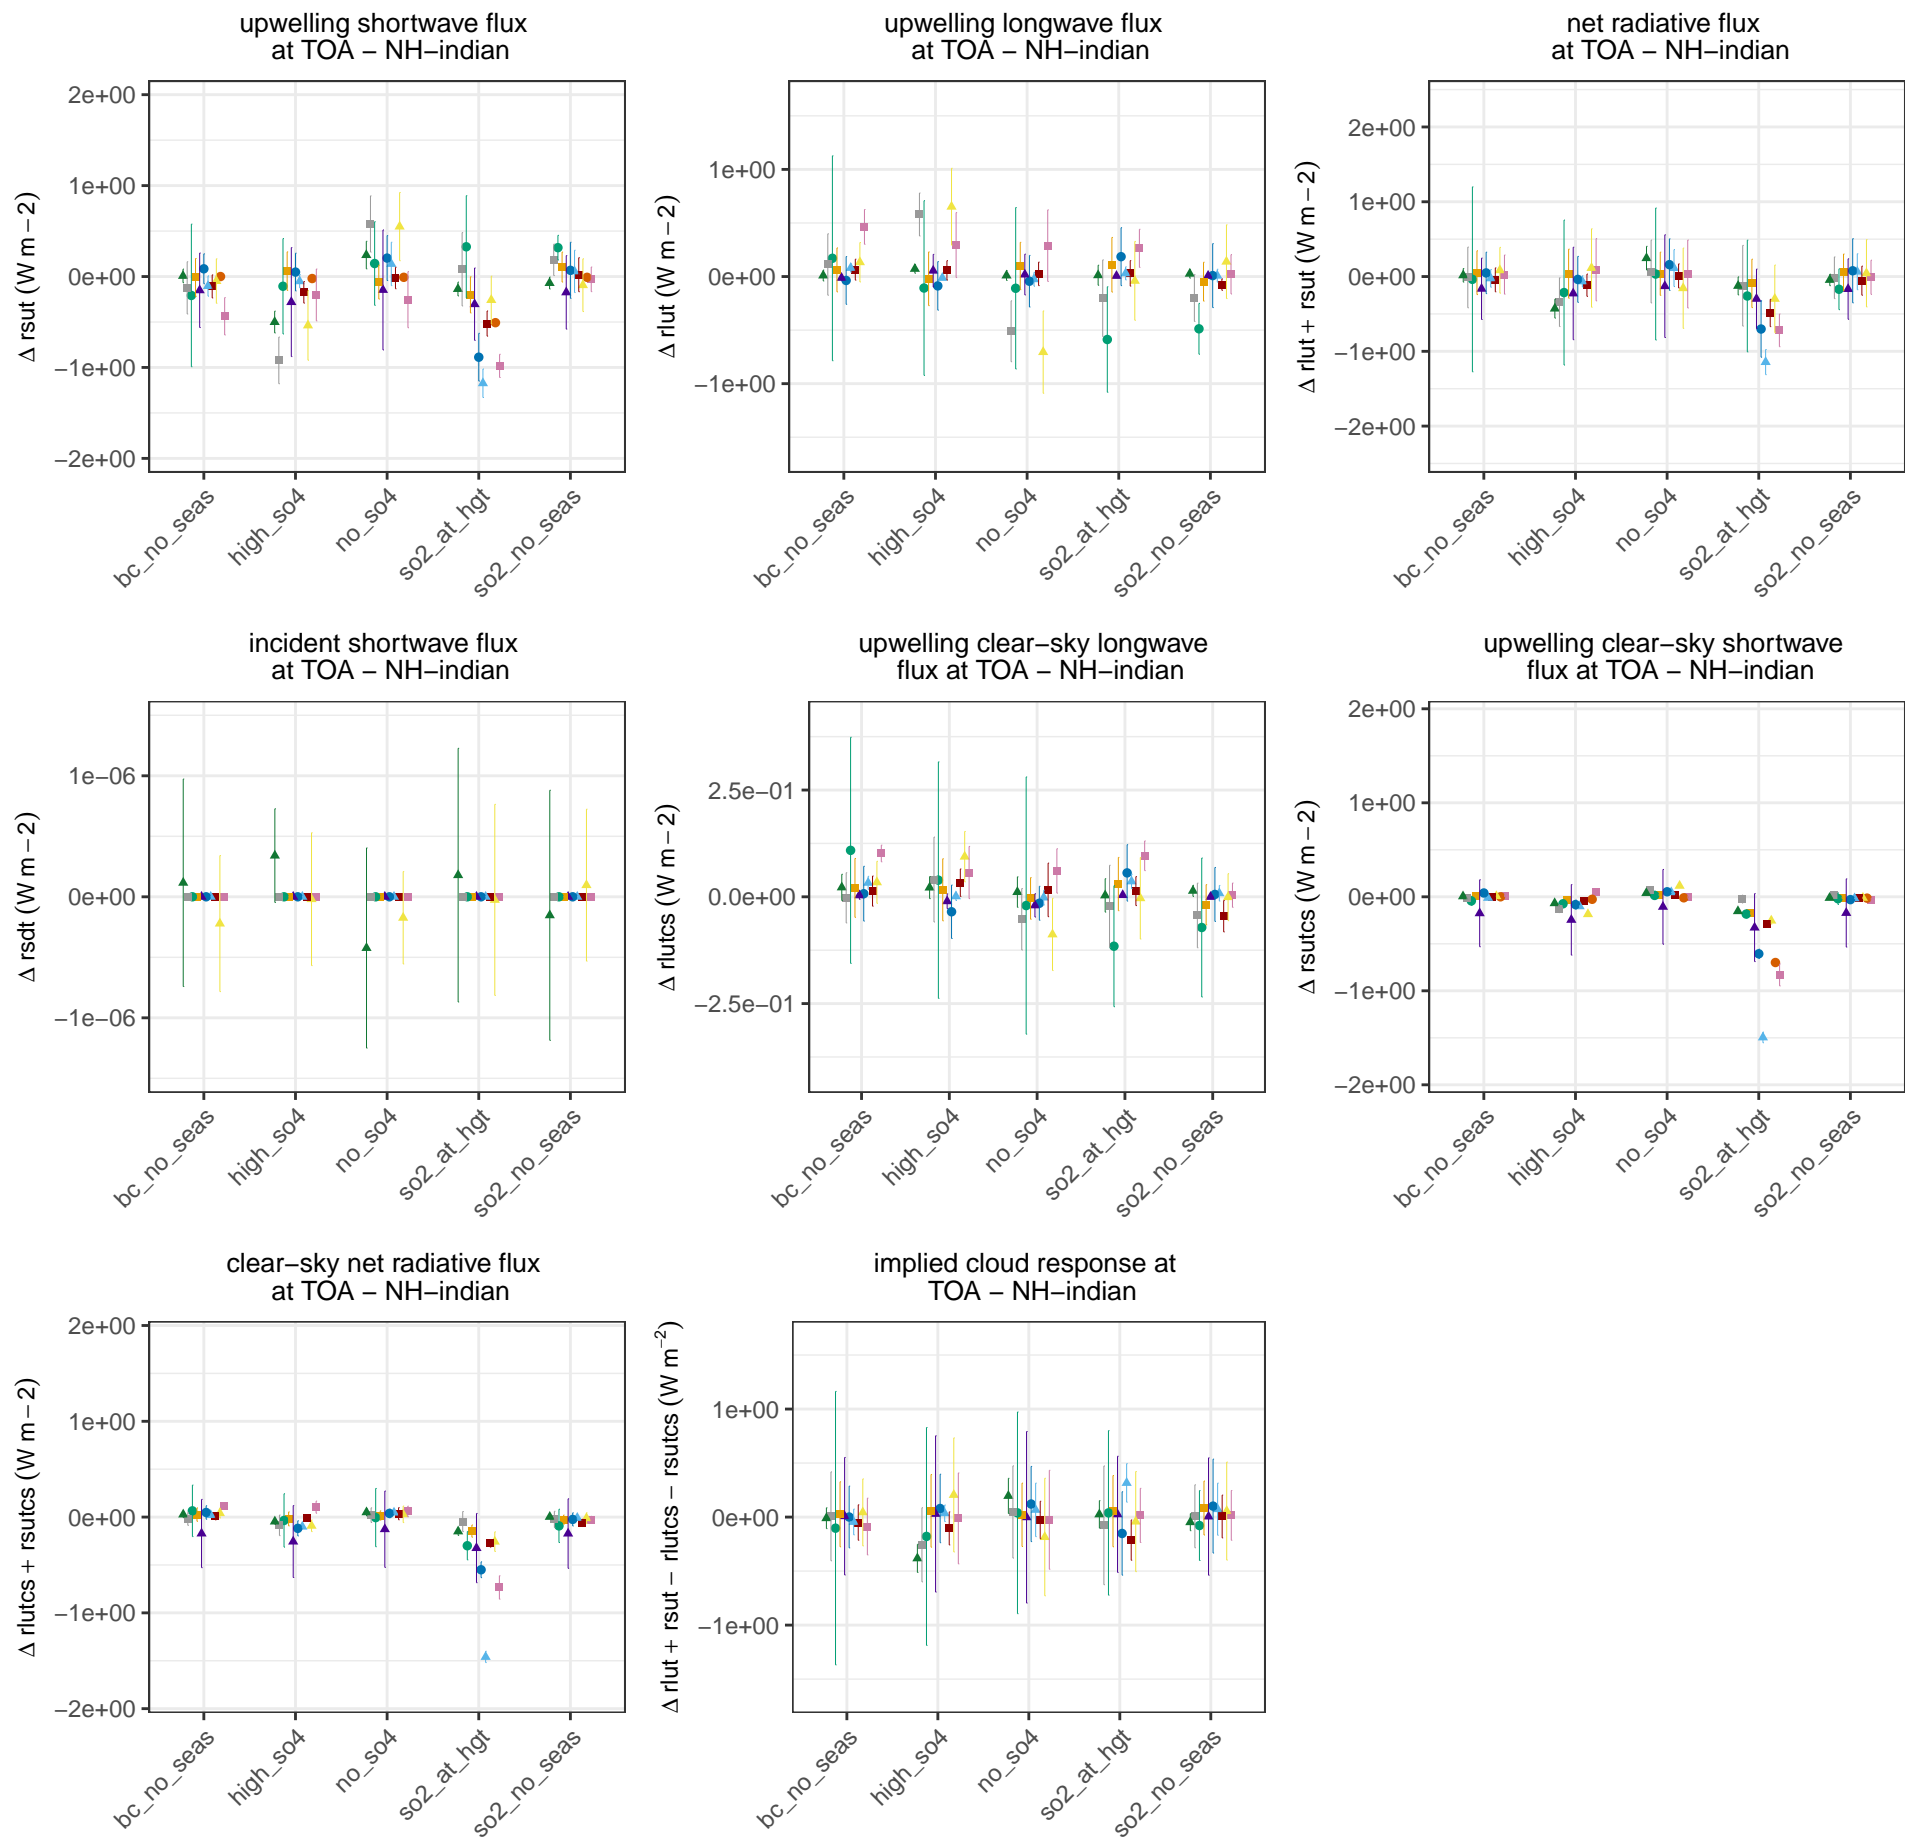 upwelling shortwave flux
at TOA − NH−indian
Δ rsut (W m−2)
2e+00
1e+00
0e+00
−1e+00
−2e+00
bc_no_seas
high_so4
no_so4
so2_at_hgt
so2_no_seas
upwelling longwave flux
at TOA − NH−indian
Δ rlut (W m−2)
1e+00
0e+00
−1e+00
bc_no_seas
high_so4
no_so4
so2_at_hgt
so2_no_seas
net radiative flux
at TOA − NH−indian
Δ rlut + rsut (W m−2)
2e+00
1e+00
0e+00
−1e+00
−2e+00
bc_no_seas
high_so4
no_so4
so2_at_hgt
so2_no_seas
incident shortwave flux
at TOA − NH−indian
Δ rsdt (W m−2)
1e−06
0e+00
−1e−06
bc_no_seas
high_so4
no_so4
so2_at_hgt
so2_no_seas
upwelling clear−sky longwave
flux at TOA − NH−indian
Δ rlutcs (W m−2)
2.5e−01
0.0e+00
−2.5e−01
bc_no_seas
high_so4
no_so4
so2_at_hgt
so2_no_seas
upwelling clear−sky shortwave
flux at TOA − NH−indian
Δ rsutcs (W m−2)
2e+00
1e+00
0e+00
−1e+00
−2e+00
bc_no_seas
high_so4
no_so4
so2_at_hgt
so2_no_seas
clear−sky net radiative flux
at TOA − NH−indian
Δ rlutcs + rsutcs (W m−2)
2e+00
1e+00
0e+00
−1e+00
−2e+00
bc_no_seas
high_so4
no_so4
so2_at_hgt
so2_no_seas
implied cloud response at
TOA − NH−indian
Δ rlut + rsut − rlutcs − rsutcs (W m⁻²)
1e+00
0e+00
−1e+00
bc_no_seas
high_so4
no_so4
so2_at_hgt
so2_no_seas